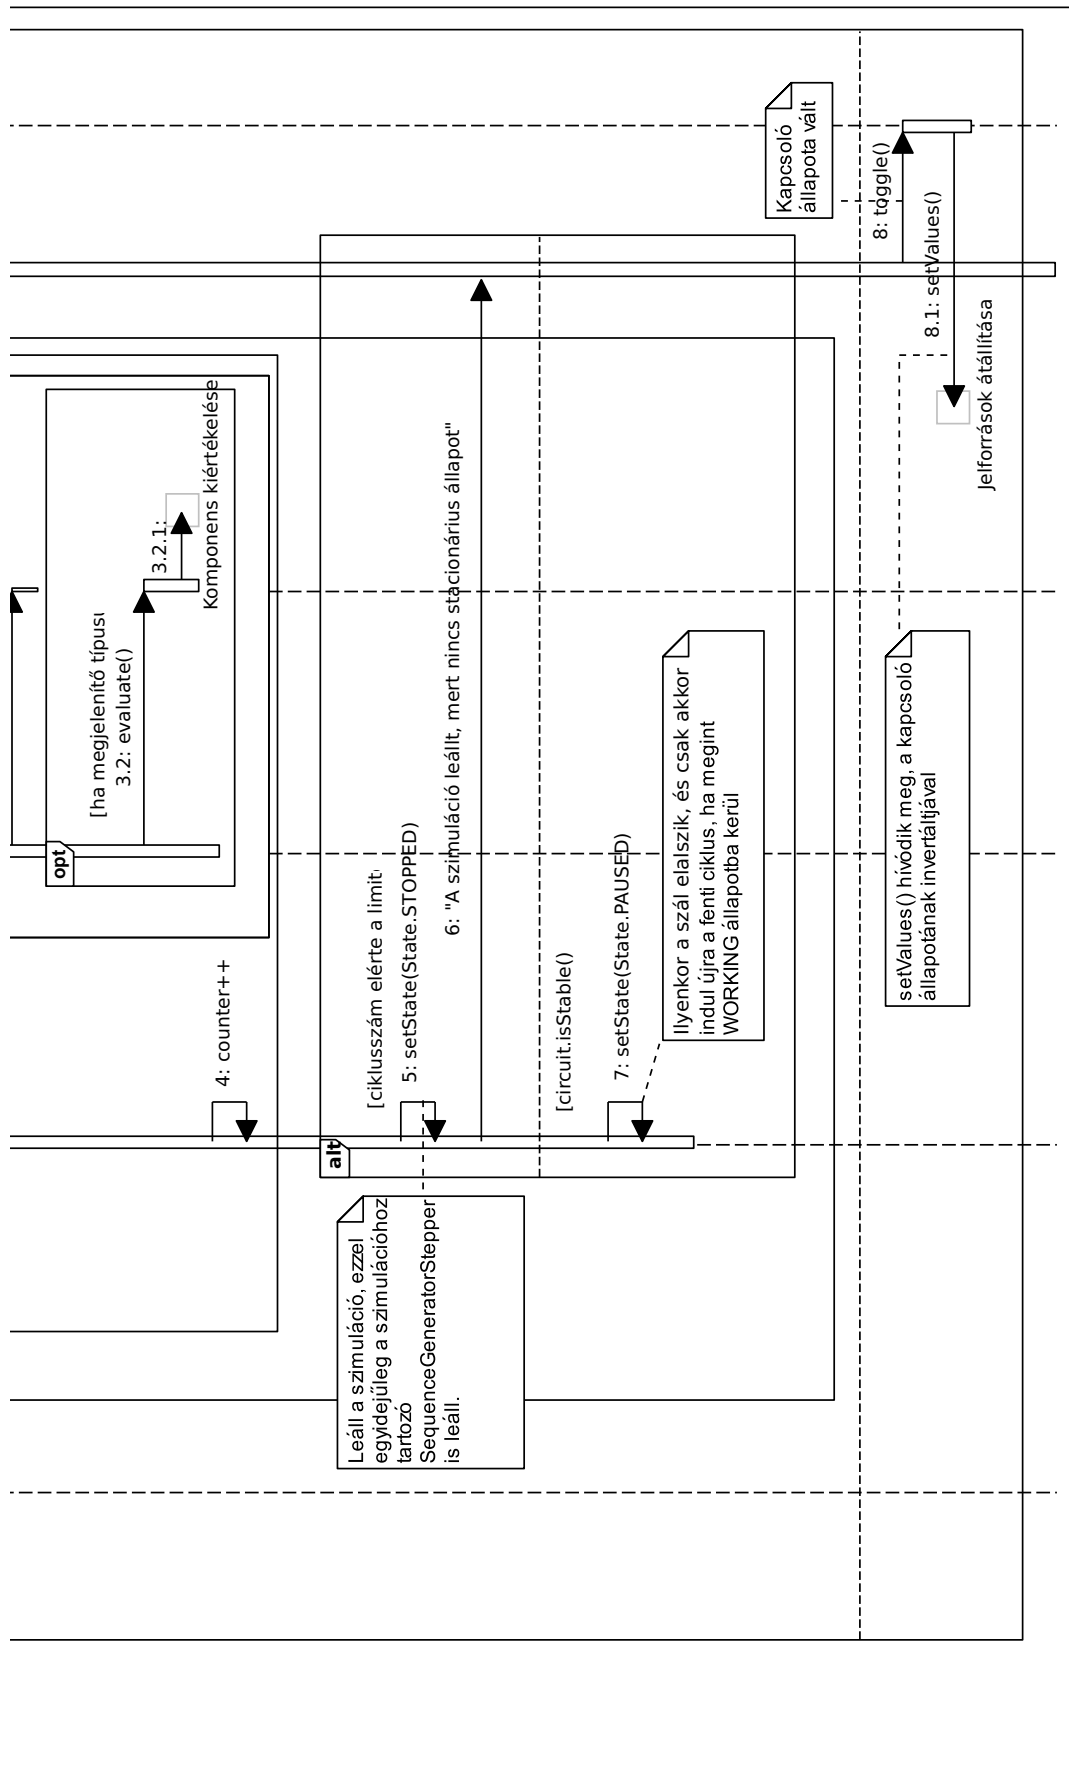 opt
[ha megjelenítő típusú
3.2: evaluate()
3.2.1:
Komponens kiértékelése
4: counter++
alt
[ciklusszám elérte a limit
5: setState(State.STOPPED)
Leáll a szimuláció, ezzel
egyidejűleg a szimulációhoz
tartozó
SequenceGeneratorStepper
is leáll.
6: "A szimuláció leállt, mert nincs stacionárius állapot"
[circuit.isStable()
7: setState(State.PAUSED)
Ilyenkor a szál elalszik, és csak akkor
indul újra a fenti ciklus, ha megint
WORKING állapotba kerül
Kapcsoló
állapota vált
8: toggle()
8.1: setValues()
setValues() hívódik meg, a kapcsoló
állapotának invertáltjával
Jelforrások átállítása